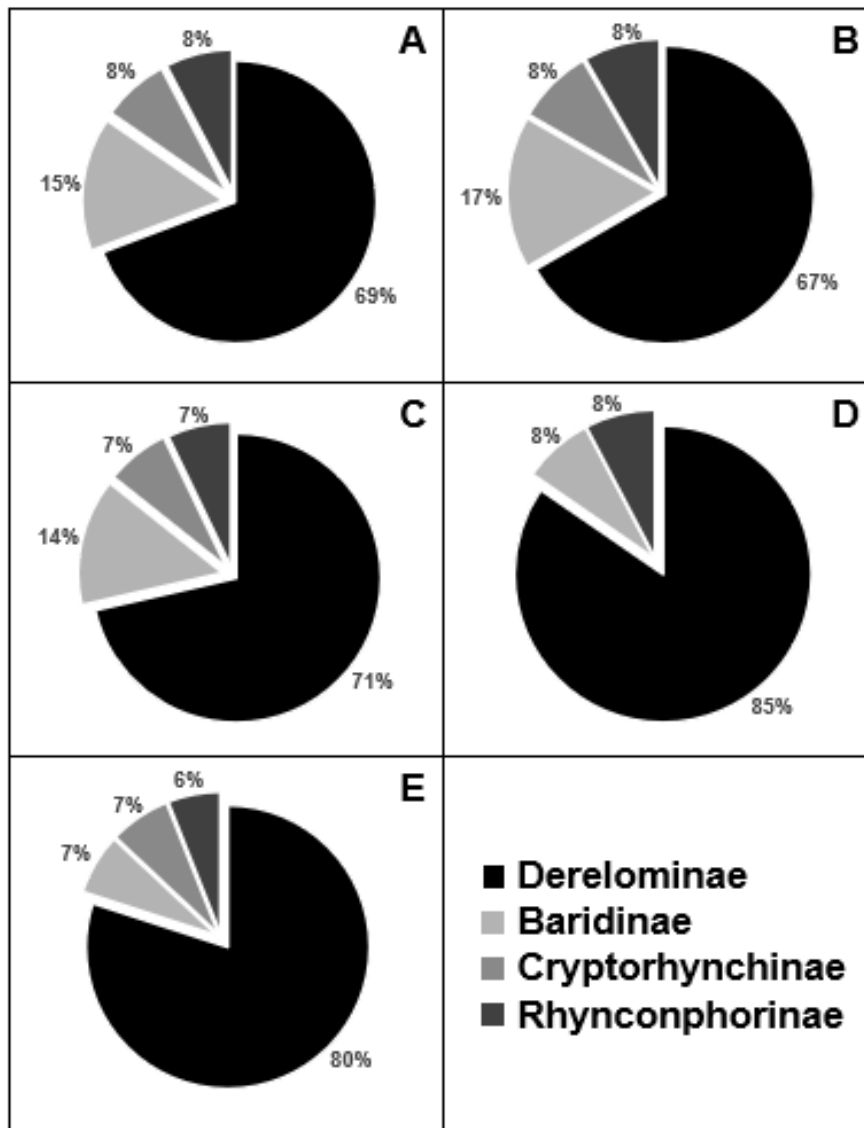 A
8%
8%
15%
69%
B
8%
8%
17%
67%
C
7%
7%
14%
71%
D
8%
8%
85%
E
6%
7%
7%
80%
Derelominae
Baridinae
Cryptorhynchinae
Rhynconphorinae